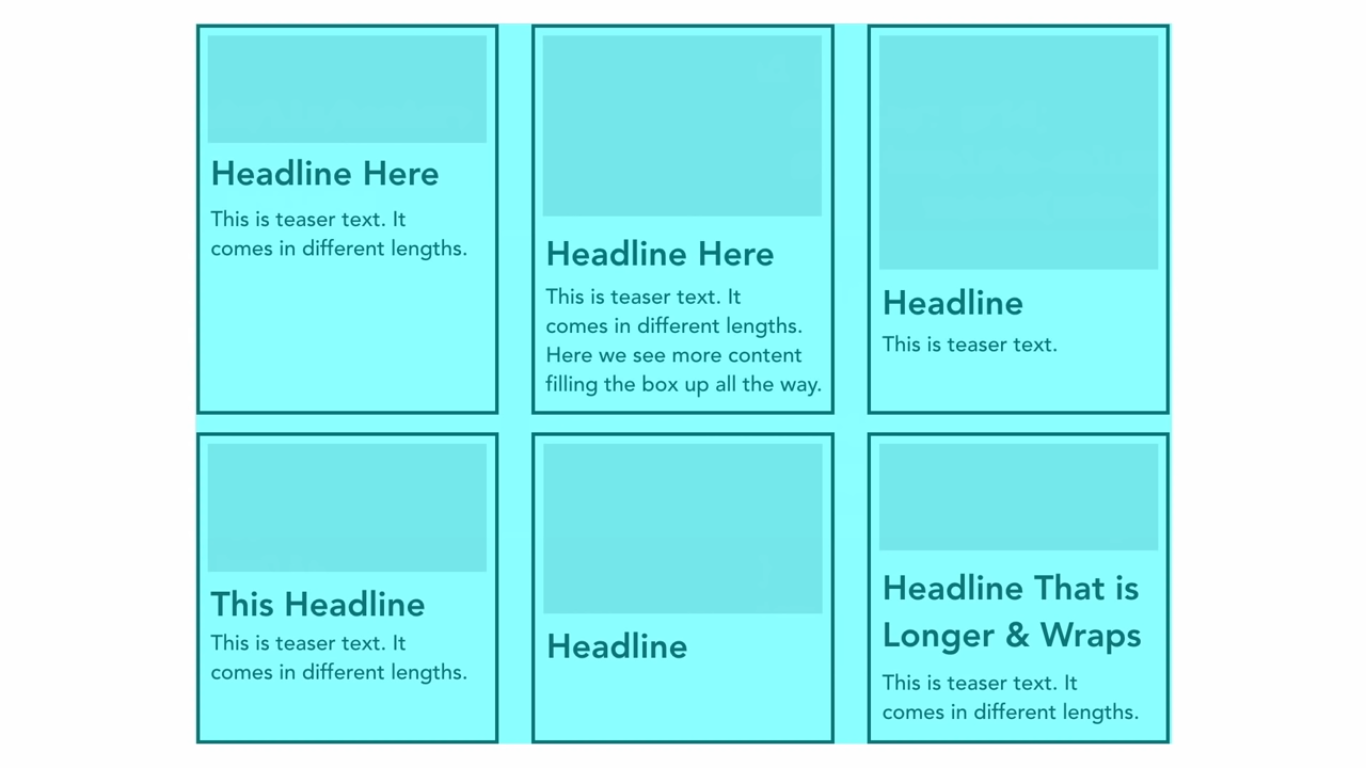 Headline Here
This is teaser text. It
comes in different lengths.
Headline Here
This is teaser text. It
comes in different lengths.
Here we see more content
filling the box up all the way.
Headline
This is teaser text.
This Headline
This is teaser text. It
comes in different lengths.
Headline
Headline That is
Longer & Wraps
This is teaser text. It
comes in different lengths.